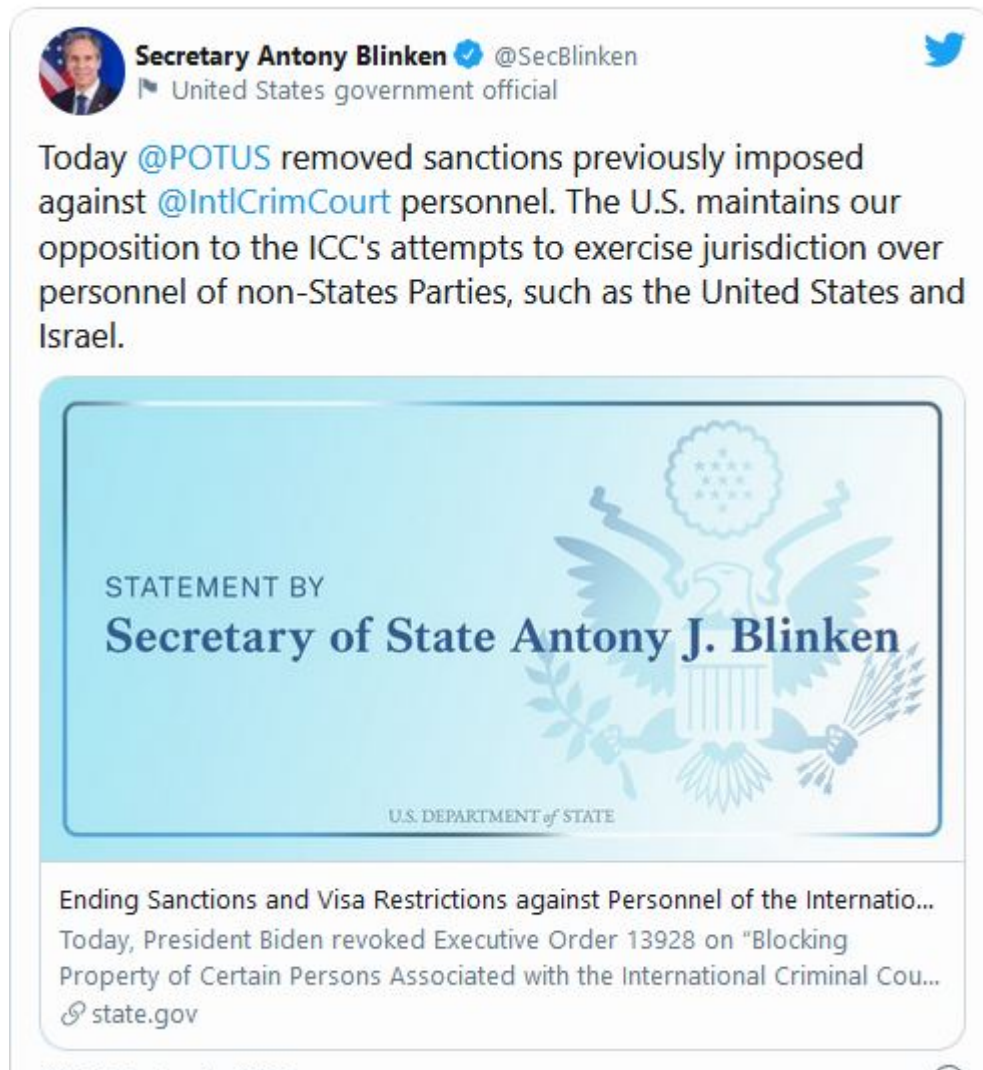 Secretary Antony Blinken @SecBlinken
United States government official
Today @POTUS removed sanctions previously imposed
against @IntlCrimCourt personnel. The U.S. maintains our
opposition to the ICC's attempts to exercise jurisdiction over
personnel of non-States Parties, such as the United States and
Israel.
STATEMENT BY
Secretary of State Antony J. Blinken
U.S. DEPARTMENT of STATE
Ending Sanctions and Visa Restrictions against Personnel of the Internatio...
Today, President Biden revoked Executive Order 13928 on “Blocking
Property of Certain Persons Associated with the International Criminal Cou...
state.gov